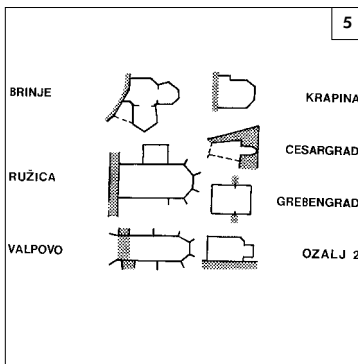 5
BRINJE
KRAPINA
CESARGRAD
RUŽICA
GREBENGRAD
VALPOVO
OZALJ 2